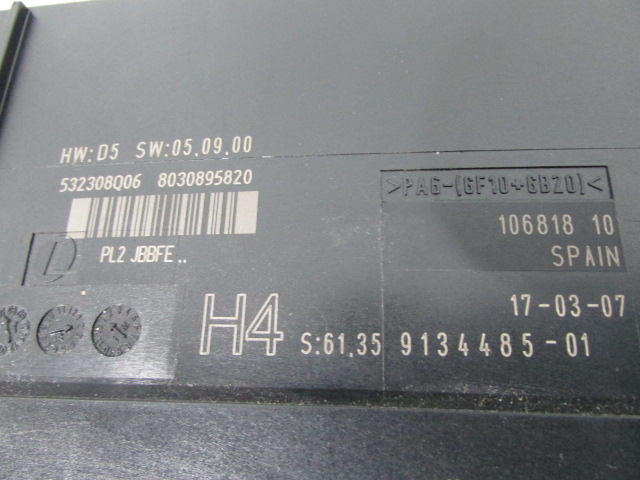 HW: D5 SW:05.09.00
532308Q06 8030895820
PL2 JBBFE ..
D
>PA6-(GF10+GB20)<
106818 10
SPAIN
17-03-07
H4 S:61.35 9134485-01